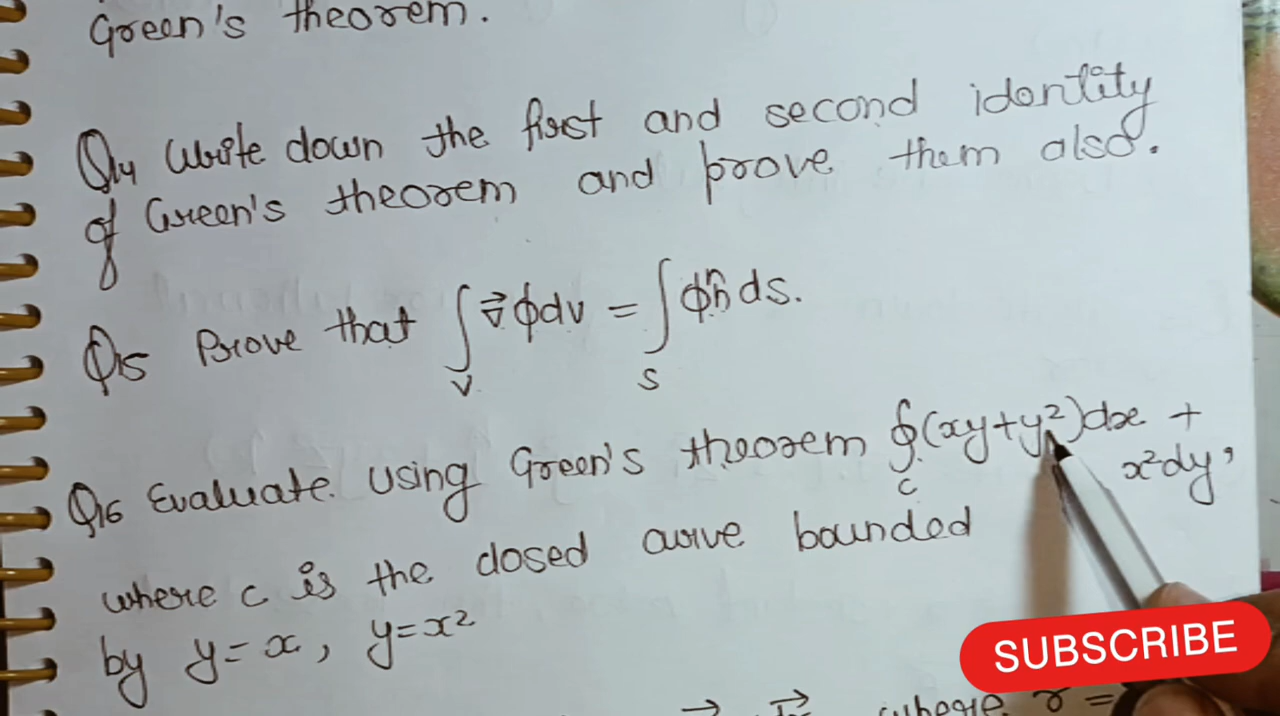 Green's theorem.
Q14 Write down the first and second identity
of Green's theorem and prove them also.
Q15 Prove that ∫_V ∇⃗ϕdv = ∫_S ϕn̂ ds.
Q16 Evaluate using Green's theorem ∮_C (xy+y²)dx +
x²dy,
where C is the closed curve bounded
by y=x, y=x²
where r =
SUBSCRIBE